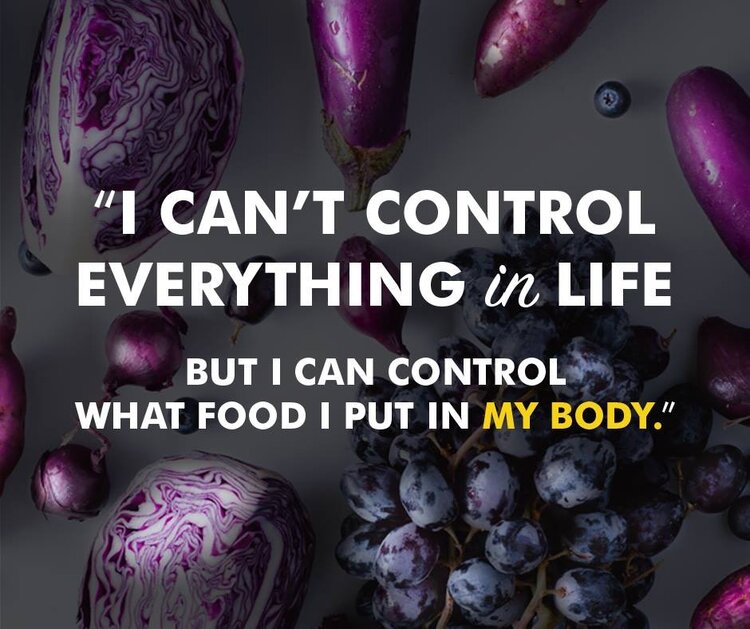 “I CAN’T CONTROL
EVERYTHING in LIFE
BUT I CAN CONTROL
WHAT FOOD I PUT IN MY BODY.”